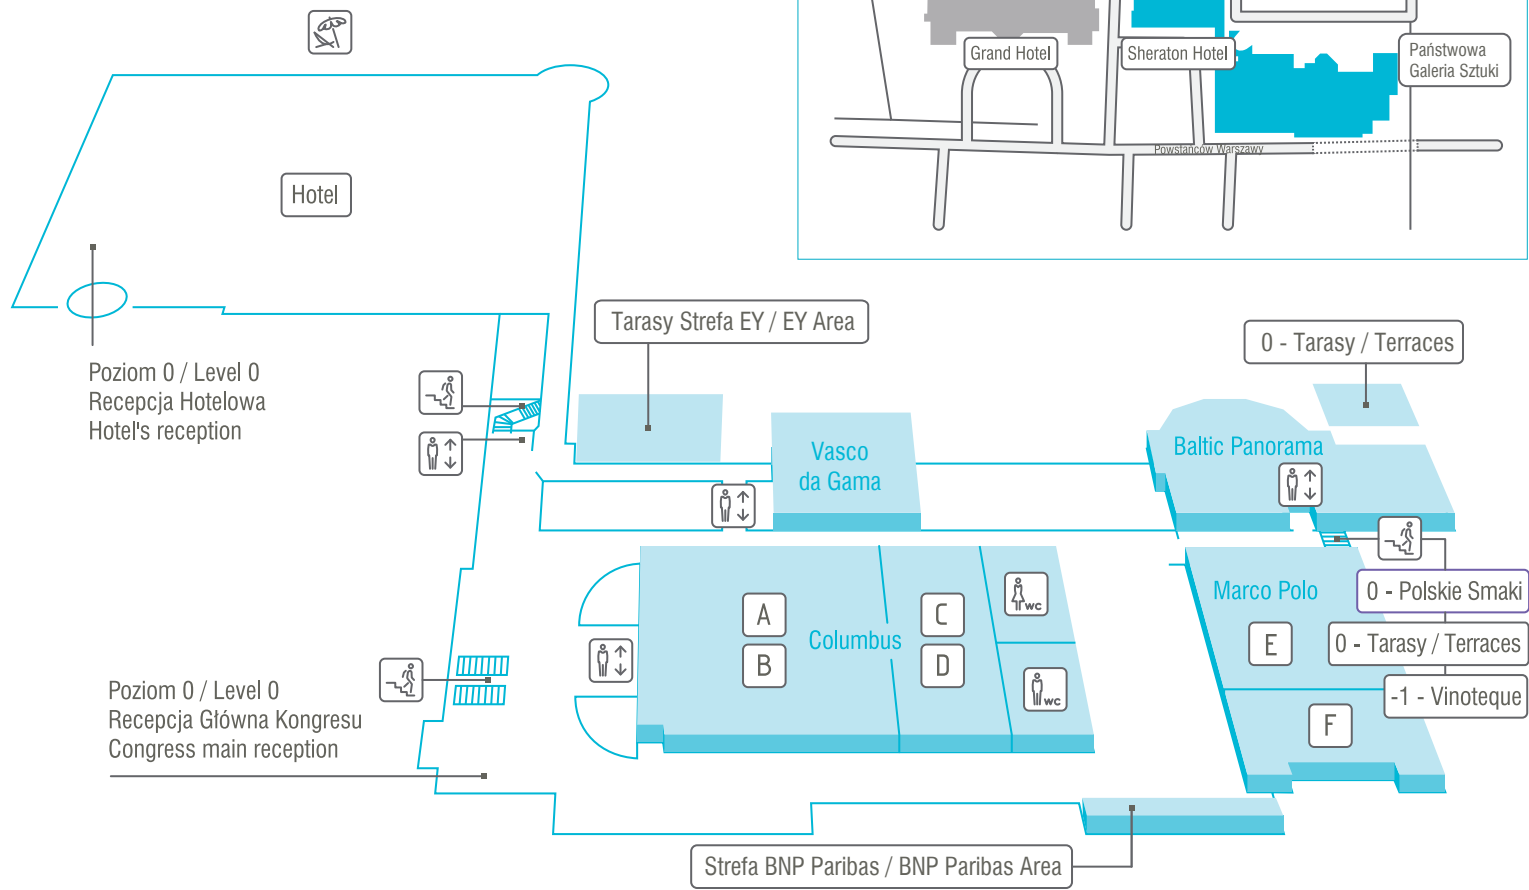 Grand Hotel
Sheraton Hotel
Państwowa
Galeria Sztuki
Powstańców Warszawy
Hotel
Tarasy Strefa EY / EY Area
0 - Tarasy / Terraces
Poziom 0 / Level 0
Recepcja Hotelowa
Hotel's reception
Vasco
da Gama
Baltic Panorama
A
B
Columbus
C
D
wc
wc
Marco Polo
E
F
0 - Polskie Smaki
0 - Tarasy / Terraces
-1 - Vinoteque
Poziom 0 / Level 0
Recepcja Główna Kongresu
Congress main reception
Strefa BNP Paribas / BNP Paribas Area